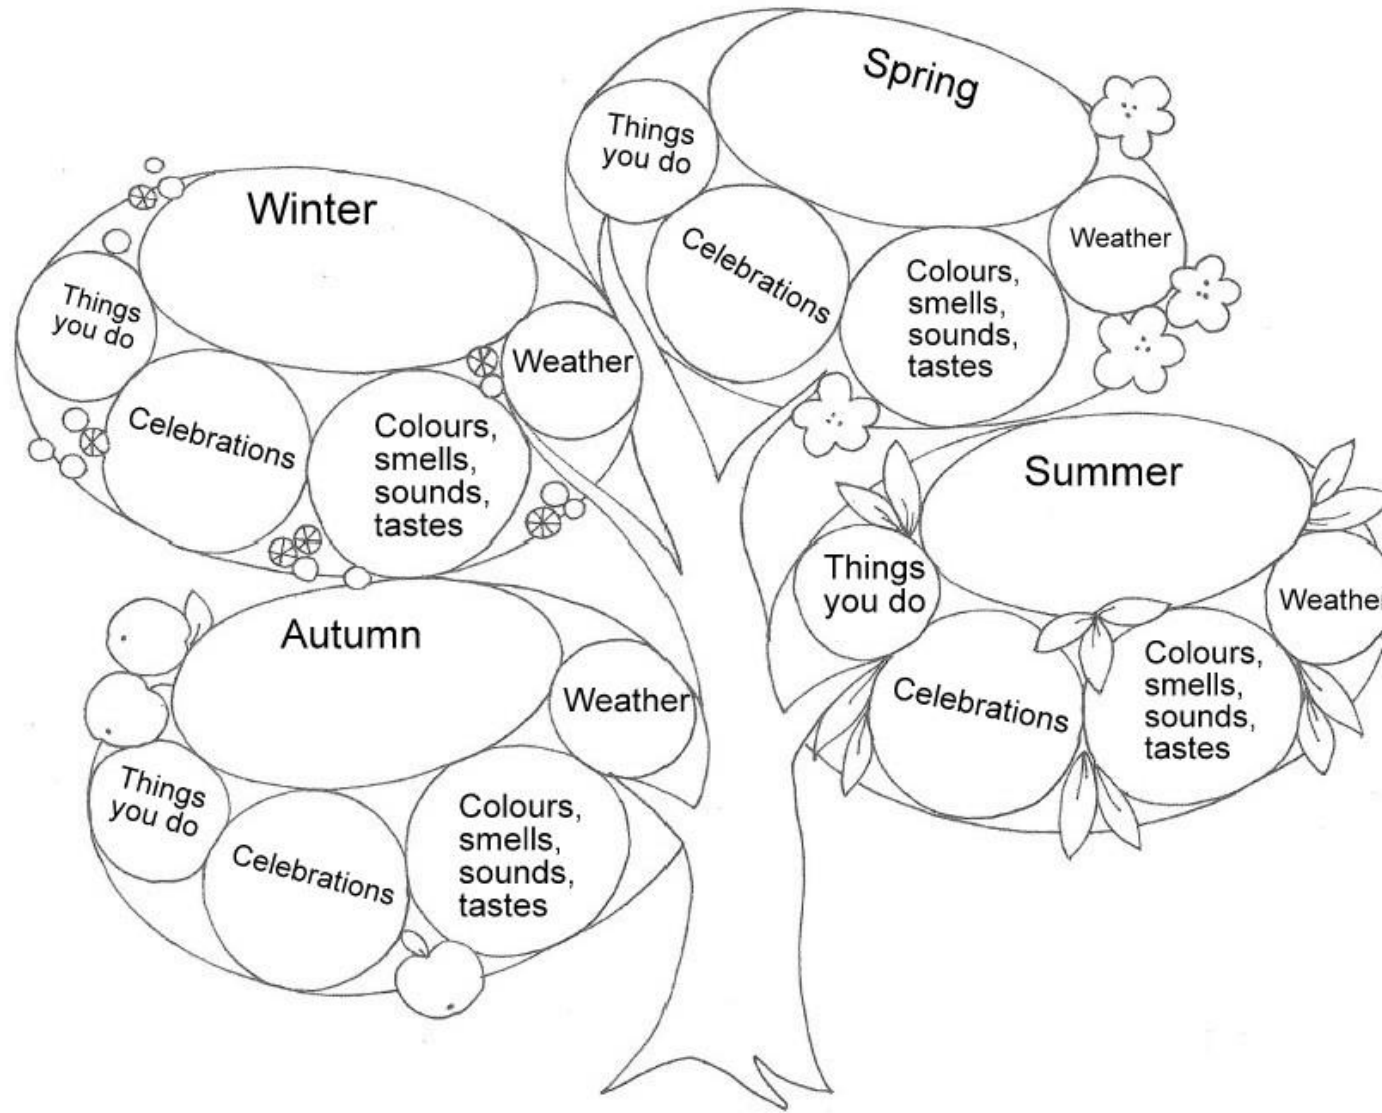 Spring
Things
you do
Celebrations
Colours,
smells,
sounds,
tastes
Weather
Winter
Things
you do
Celebrations
Colours,
smells,
sounds,
tastes
Weather
Summer
Things
you do
Celebrations
Colours,
smells,
sounds,
tastes
Weather
Autumn
Things
you do
Celebrations
Colours,
smells,
sounds,
tastes
Weather